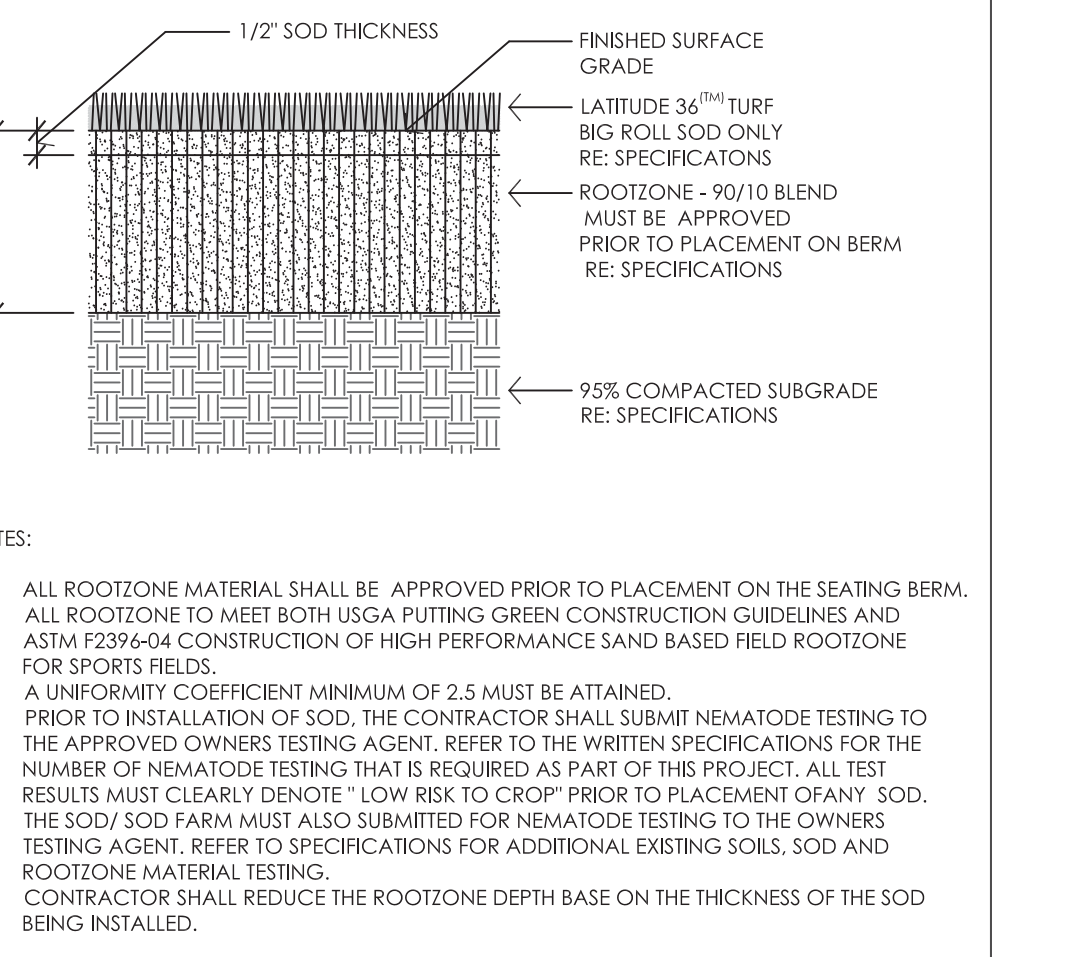 1/2" SOD THICKNESS
FINISHED SURFACE
GRADE
LATITUDE 36(TM) TURF
BIG ROLL SOD ONLY
RE: SPECIFICATONS
ROOTZONE - 90/10 BLEND
MUST BE APPROVED
PRIOR TO PLACEMENT ON BERM
RE: SPECIFICATIONS
95% COMPACTED SUBGRADE
RE: SPECIFICATIONS
TES:
ALL ROOTZONE MATERIAL SHALL BE APPROVED PRIOR TO PLACEMENT ON THE SEATING BERM.
ALL ROOTZONE TO MEET BOTH USGA PUTTING GREEN CONSTRUCTION GUIDELINES AND
ASTM F2396-04 CONSTRUCTION OF HIGH PERFORMANCE SAND BASED FIELD ROOTZONE
FOR SPORTS FIELDS.
A UNIFORMITY COEFFICIENT MINIMUM OF 2.5 MUST BE ATTAINED.
PRIOR TO INSTALLATION OF SOD, THE CONTRACTOR SHALL SUBMIT NEMATODE TESTING TO
THE APPROVED OWNERS TESTING AGENT. REFER TO THE WRITTEN SPECIFICATIONS FOR THE
NUMBER OF NEMATODE TESTING THAT IS REQUIRED AS PART OF THIS PROJECT. ALL TEST
RESULTS MUST CLEARLY DENOTE " LOW RISK TO CROP" PRIOR TO PLACEMENT OFANY SOD.
THE SOD/ SOD FARM MUST ALSO SUBMITTED FOR NEMATODE TESTING TO THE OWNERS
TESTING AGENT. REFER TO SPECIFICATIONS FOR ADDITIONAL EXISTING SOILS, SOD AND
ROOTZONE MATERIAL TESTING.
CONTRACTOR SHALL REDUCE THE ROOTZONE DEPTH BASE ON THE THICKNESS OF THE SOD
BEING INSTALLED.